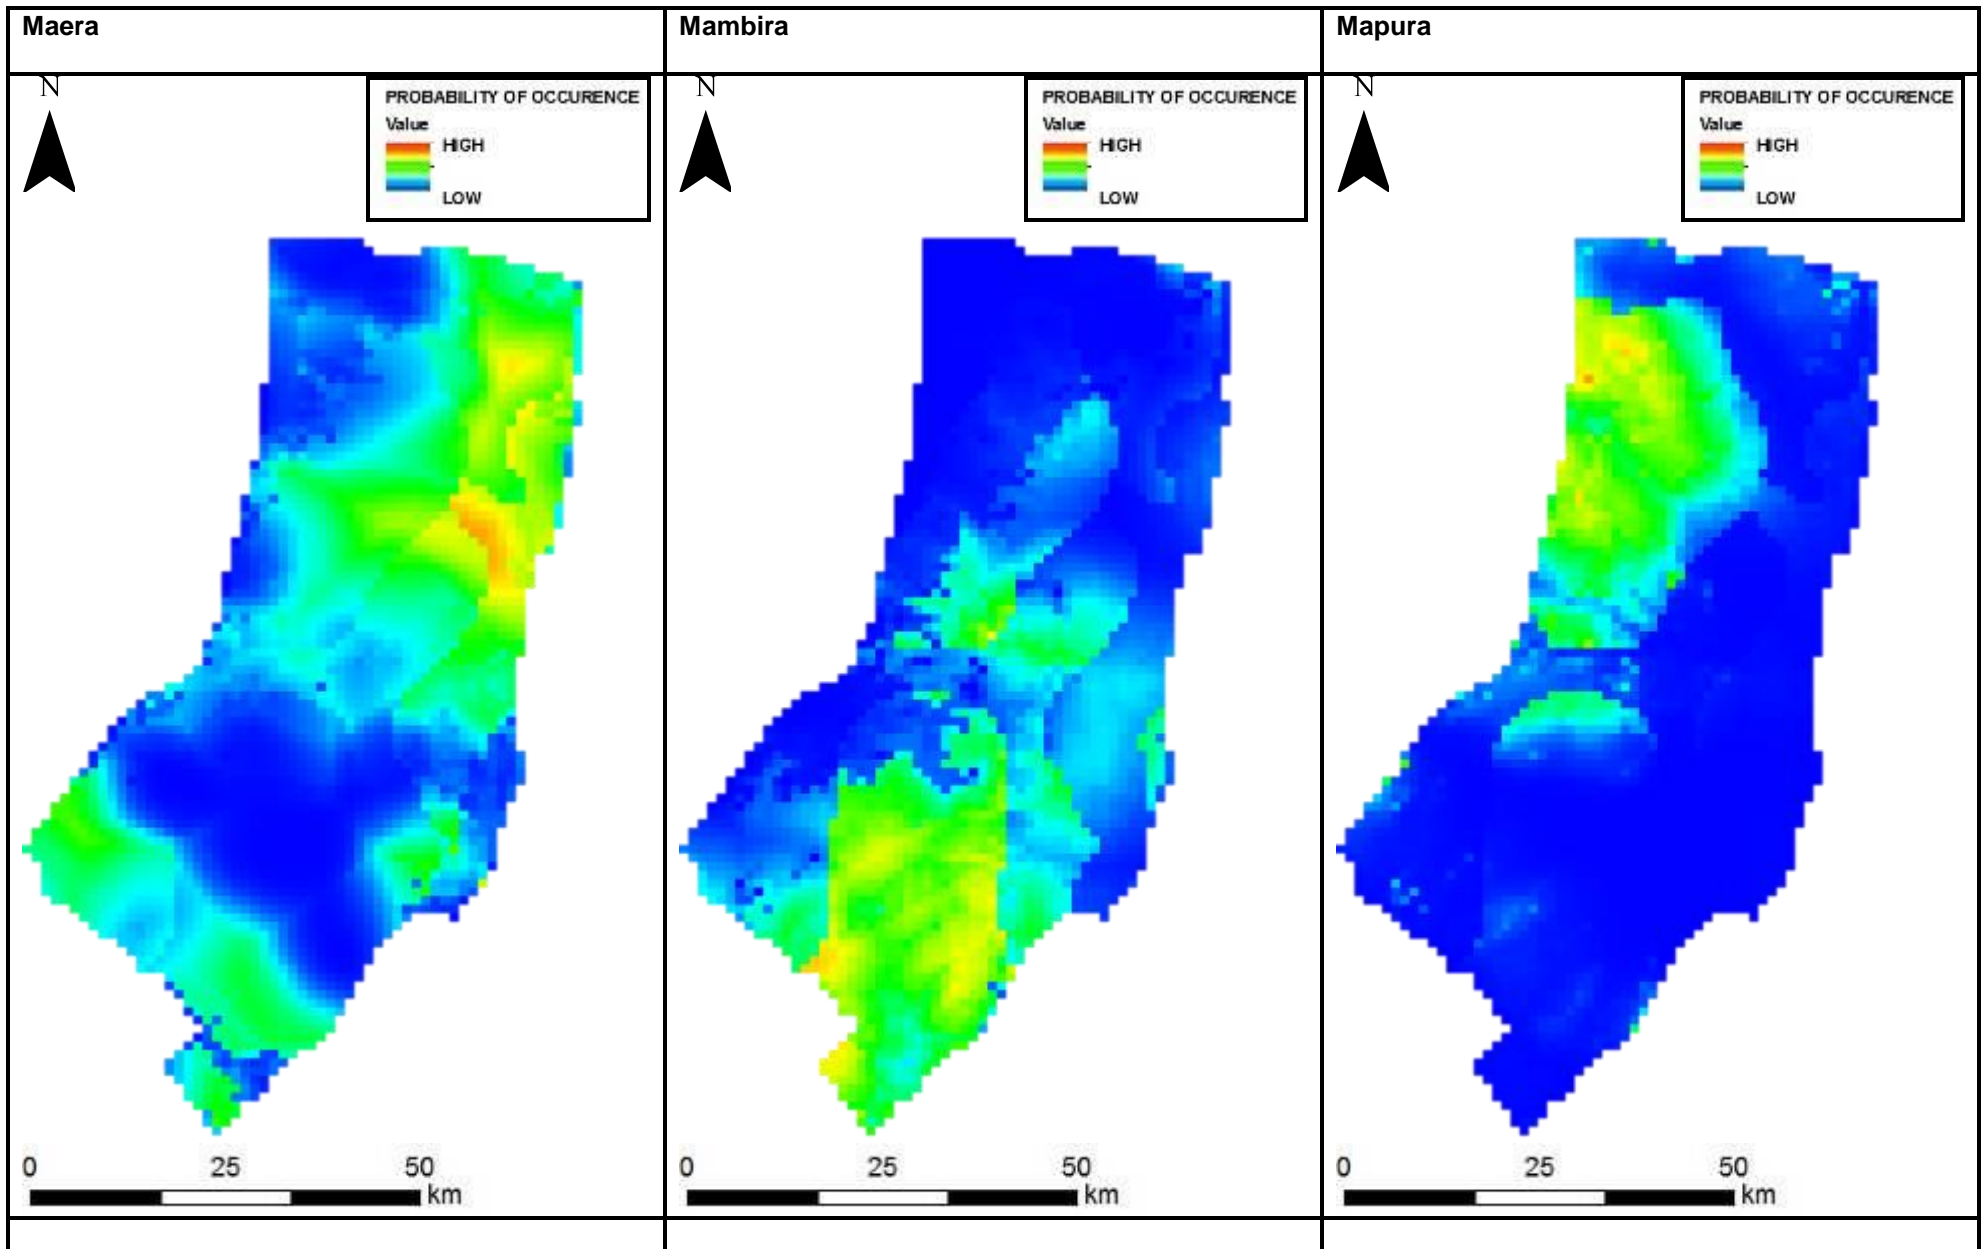 Maera
Mambira
Mapura
N
PROBABILITY OF OCCURENCE
Value
HIGH
LOW
N
PROBABILITY OF OCCURENCE
Value
HIGH
LOW
N
PROBABILITY OF OCCURENCE
Value
HIGH
LOW
0 25 50
km
0 25 50
km
0 25 50
km